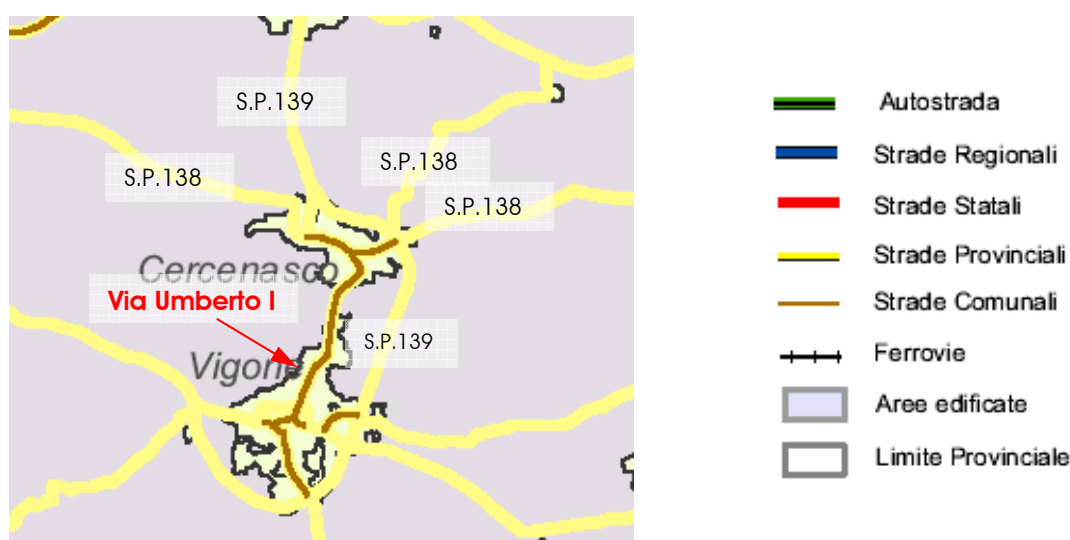 S.P.139
S.P.138
S.P.138
S.P.138
Cercenasco
Via Umberto I
S.P.139
Vigone
Autostrada
Strade Regionali
Strade Statali
Strade Provinciali
Strade Comunali
Ferrovie
Aree edificate
Limite Provinciale